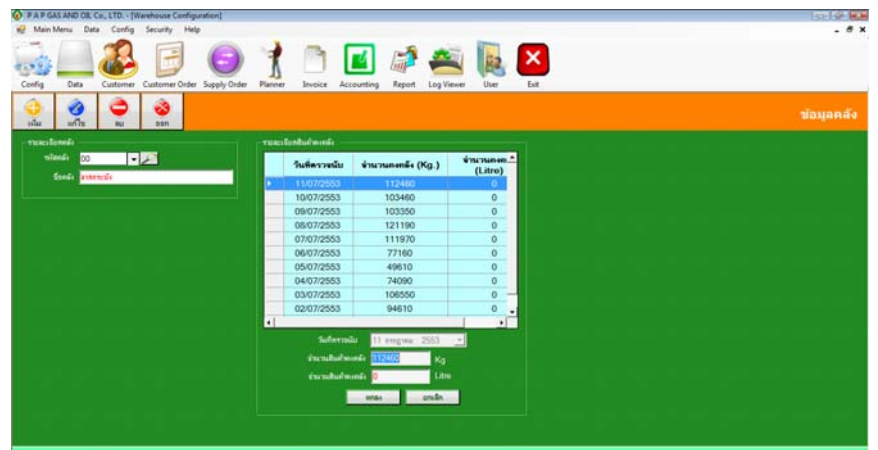 P A P GAS AND OIL Co., LTD. - [Warehouse Configuration]
Main Menu Data Config Security Help
Config Data Customer Customer Order Supply Order Planner Invoice Accounting Report Log Viewer User Exit
เพิ่ม แก้ไข ลบ ออก
ข้อมูลคลัง
รายละเอียดคลัง
รหัสคลัง 00
ชื่อคลัง ลาดกระบัง
รายละเอียดสินค้าคงคลัง
วันที่ตรวจนับ จำนวนคงคลัง (Kg.) จำนวนคงค (Litro)
11/07/2553 112460 0
10/07/2553 103460 0
09/07/2553 103350 0
08/07/2553 121190 0
07/07/2553 111970 0
06/07/2553 77160 0
05/07/2553 49610 0
04/07/2553 74090 0
03/07/2553 106550 0
02/07/2553 94610 0
วันที่ตรวจนับ 11 กรกฎาคม 2553
จำนวนสินค้าคงคลัง 112460 Kg
จำนวนสินค้าคงคลัง 0 Litro
ตกลง ยกเลิก